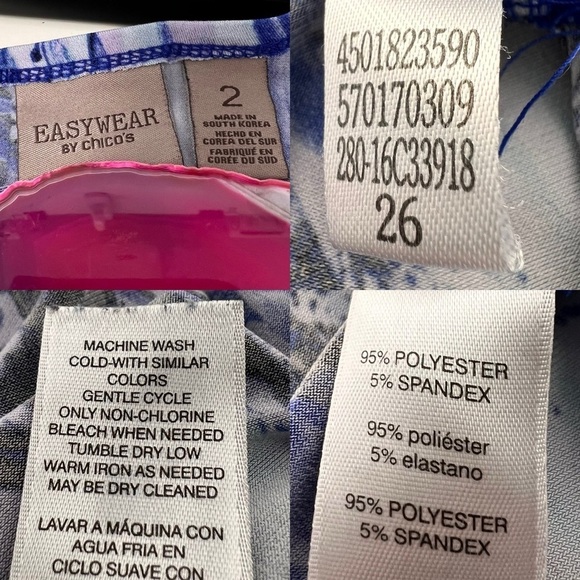 EASYWEAR
BY CHICO'S
2
MADE IN
SOUTH KOREA
HECHO EN
COREA DEL SUR
FABRIQUÉ EN
CORÉE DU SUD
4501823590
570170309
280-16C33918
26
MACHINE WASH
COLD-WITH SIMILAR
COLORS
GENTLE CYCLE
ONLY NON-CHLORINE
BLEACH WHEN NEEDED
TUMBLE DRY LOW
WARM IRON AS NEEDED
MAY BE DRY CLEANED
LAVAR A MÁQUINA CON
AGUA FRIA EN
CICLO SUAVE CON
95% POLYESTER
5% SPANDEX
95% poliéster
5% elastano
95% POLYESTER
5% SPANDEX